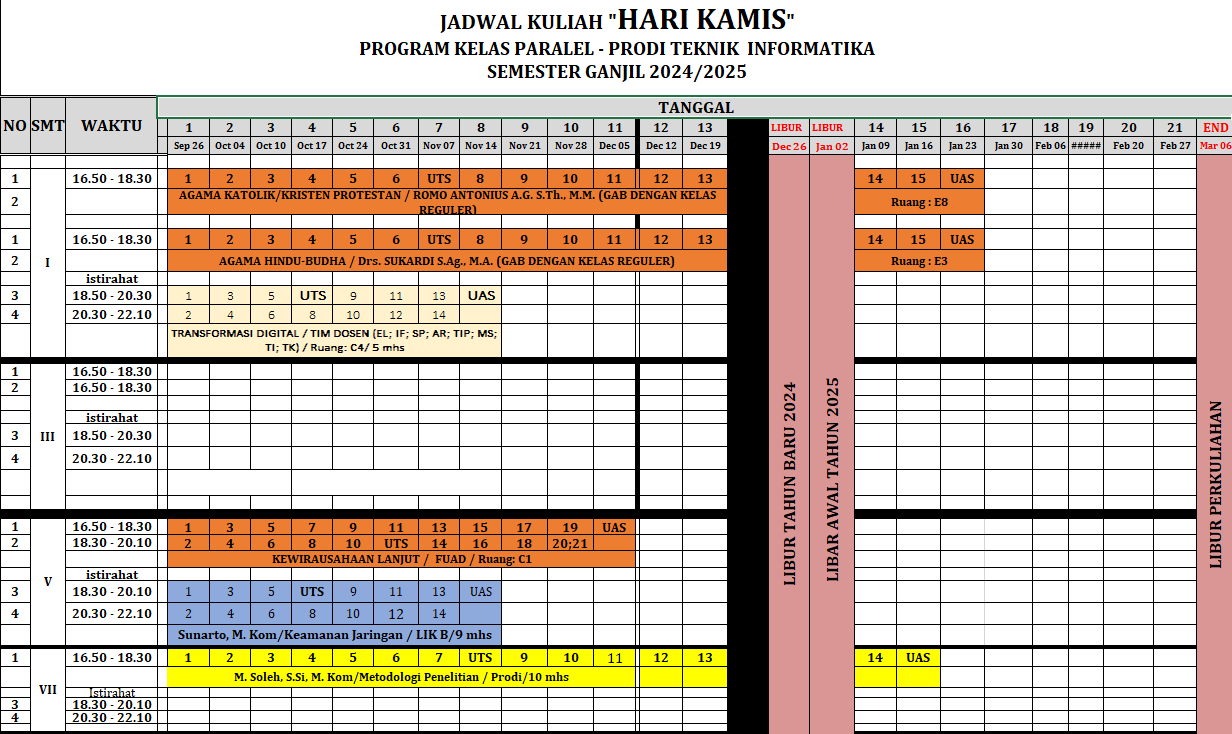 JADWAL KULIAH "HARI KAMIS"
PROGRAM KELAS PARALEL - PRODI TEKNIK INFORMATIKA
SEMESTER GANJIL 2024/2025
NO SMT WAKTU TANGGAL
1 2 3 4 5 6 7 8 9 10 11 12 13 LIBUR LIBUR 14 15 16 17 18 19 20 21 END
Sep 26 Oct 04 Oct 10 Oct 17 Oct 24 Oct 31 Nov 07 Nov 14 Nov 21 Nov 28 Dec 05 Dec 12 Dec 19 Dec 26 Jan 02 Jan 09 Jan 16 Jan 23 Jan 30 Feb 06 ##### Feb 20 Feb 27 Mar 06
1 16.50 - 18.30 1 2 3 4 5 6 UTS 8 9 10 11 12 13 14 15 UAS
2 AGAMA KATOLIK/KRISTEN PROTESTAN / ROMO ANTONIUS A.G. S.Th., M.M. (GAB DENGAN KELAS REGULER) Ruang : E8
1 16.50 - 18.30 1 2 3 4 5 6 UTS 8 9 10 11 12 13 14 15 UAS
2 I AGAMA HINDU-BUDHA / Drs. SUKARDI S.Ag., M.A. (GAB DENGAN KELAS REGULER) Ruang : E3
istirahat
3 18.50 - 20.30 1 3 5 UTS 9 11 13 UAS
4 20.30 - 22.10 2 4 6 8 10 12 14
TRANSFORMASI DIGITAL / TIM DOSEN (EL; IF; SP; AR; TIP; MS;
TI; TK) / Ruang: C4/ 5 mhs
1 16.50 - 18.30
2 16.50 - 18.30
istirahat
3 III 18.50 - 20.30
4 20.30 - 22.10
1 16.50 - 18.30 1 3 5 7 9 11 13 15 17 19 UAS
2 18.30 - 20.10 2 4 6 8 10 UTS 14 16 18 20;21
KEWIRAUSAHAAN LANJUT / FUAD / Ruang: C1
V istirahat
3 18.30 - 20.10 1 3 5 UTS 9 11 13 UAS
4 20.30 - 22.10 2 4 6 8 10 12 14
Sunarto, M. Kom/Keamanan Jaringan / LIK B/9 mhs
1 16.50 - 18.30 1 2 3 4 5 6 7 UTS 9 10 11 12 13 14 UAS
M. Soleh, S.Si, M. Kom/Metodologi Penelitian / Prodi/10 mhs
VII Istirahat
3 18.30 - 20.10
4 20.30 - 22.10
LIBUR TAHUN BARU 2024
LIBAR AWAL TAHUN 2025
LIBUR PERKULIAHAN